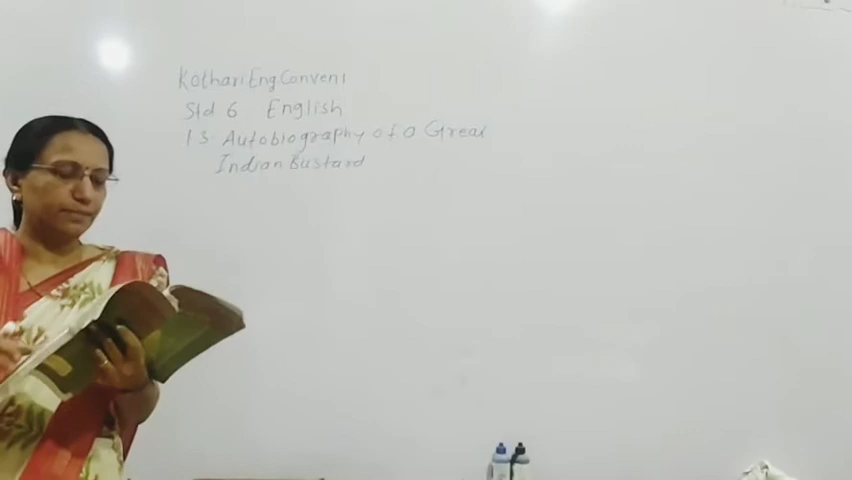 Kothari Eng. Convent
Std 6 English
13. Autobiography of a Great
Indian Bustard